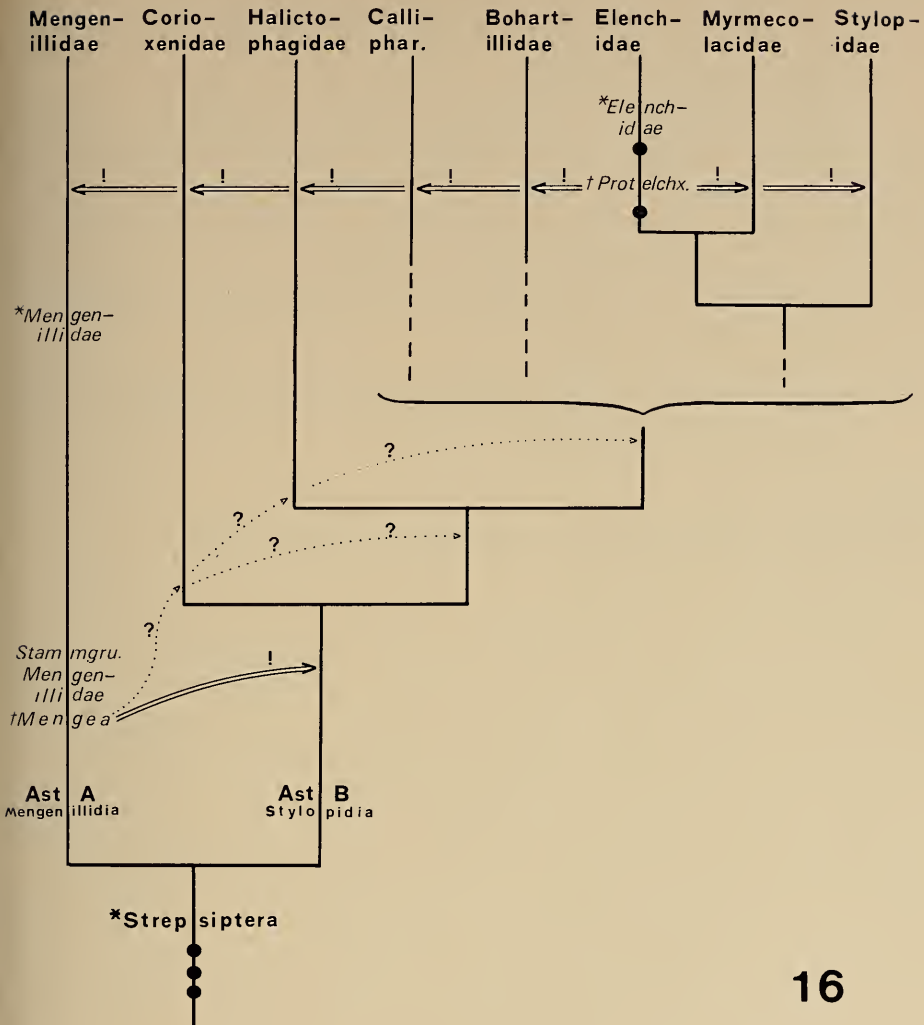 Mengen- Corio- Halicto- Calli- Bohart- Elench- Myrmeco- Stylop-
illidae xenidae phagidae phar. illidae idae lacidae idae
*Elench-
idae
! ! ! ! ! ! !
†Protelchx.
*Mengen-
illidae
?
? ? ?
?
Stammgru.
Mengen-
illidae
†Mengea
!
Ast A Ast B
Mengenillidia Stylopidia
*Strepsiptera
16